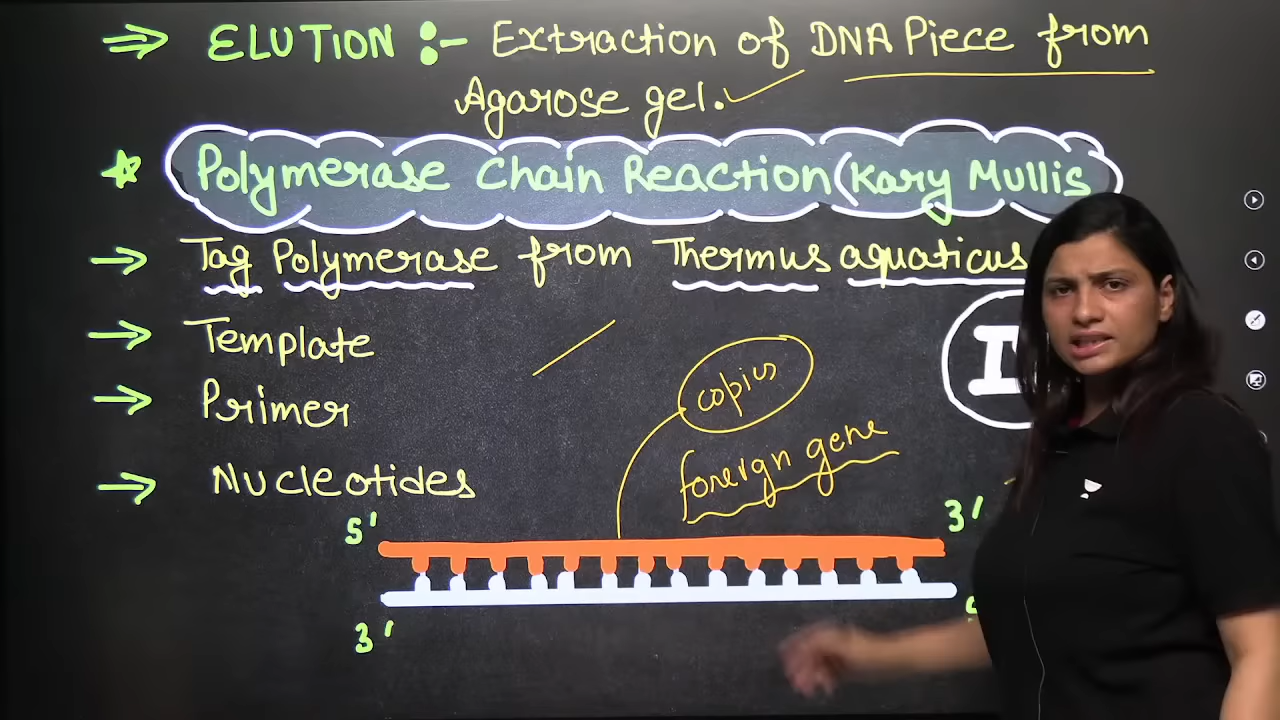 ⇒ ELUTION :- Extraction of DNA Piece from
Agarose gel.
Polymerase Chain Reaction (Kary Mullis
→ Tag Polymerase from Thermus aquaticus
→ Template
→ Primer
copies
foreign gene
→ Nucleotides
5' 3'
3'